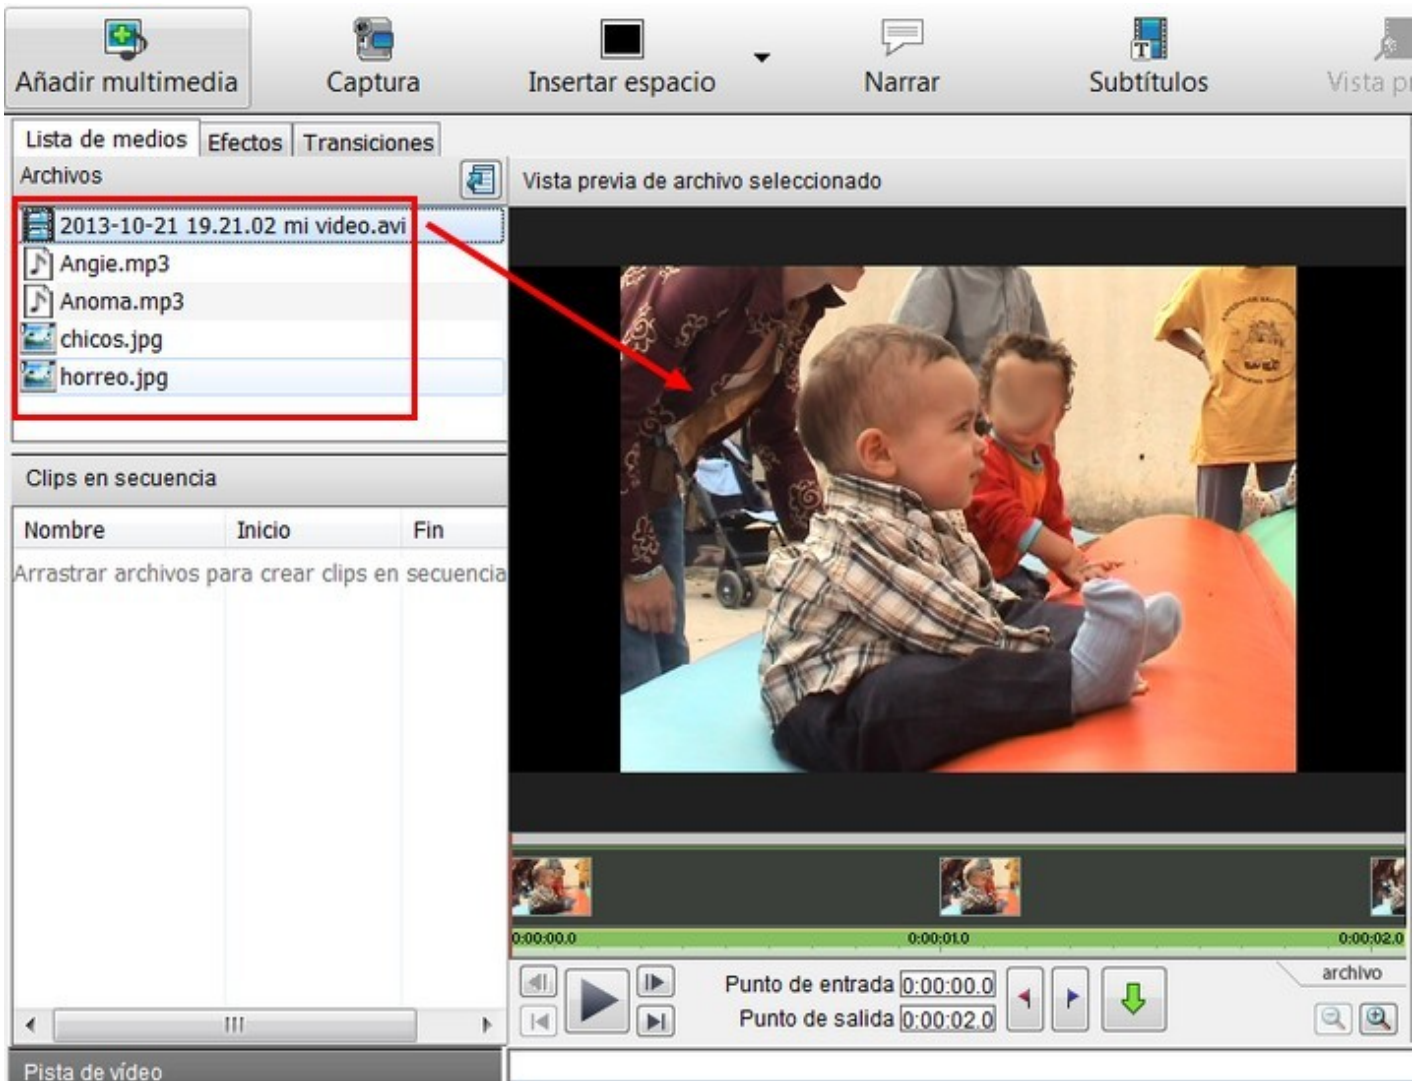 Añadir multimedia
Captura
Insertar espacio
Narrar
Subtítulos
Vista
Lista de medios
Efectos
Transiciones
Archivos
Vista previa de archivo seleccionado
2013-10-21 19.21.02 mi video.avi
Angie.mp3
Anoma.mp3
chicos.jpg
horreo.jpg
Clips en secuencia
Nombre Inicio Fin
Arrastrar archivos para crear clips en secuencia
0:00:00.0 0:00:01.0 0:00:02.0
Punto de entrada 0:00:00.0
Punto de salida 0:00:02.0
archivo
Pista de vídeo